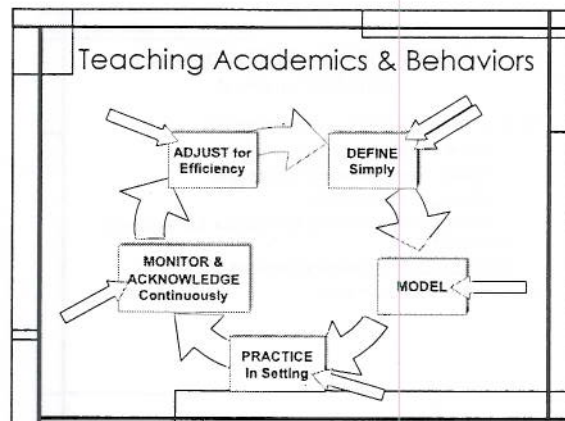 Teaching Academics & Behaviors
ADJUST for
Efficiency
DEFINE
Simply
MODEL
PRACTICE
In Setting
MONITOR &
ACKNOWLEDGE
Continuously